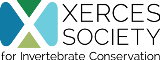 XERCES
SOCIETY
for Invertebrate Conservation